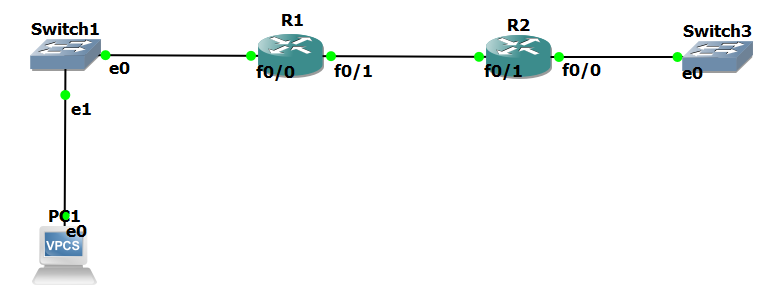 Switch1
e0
e1
R1
f0/0
f0/1
R2
f0/1
f0/0
Switch3
e0
PC1
e0
VPCS